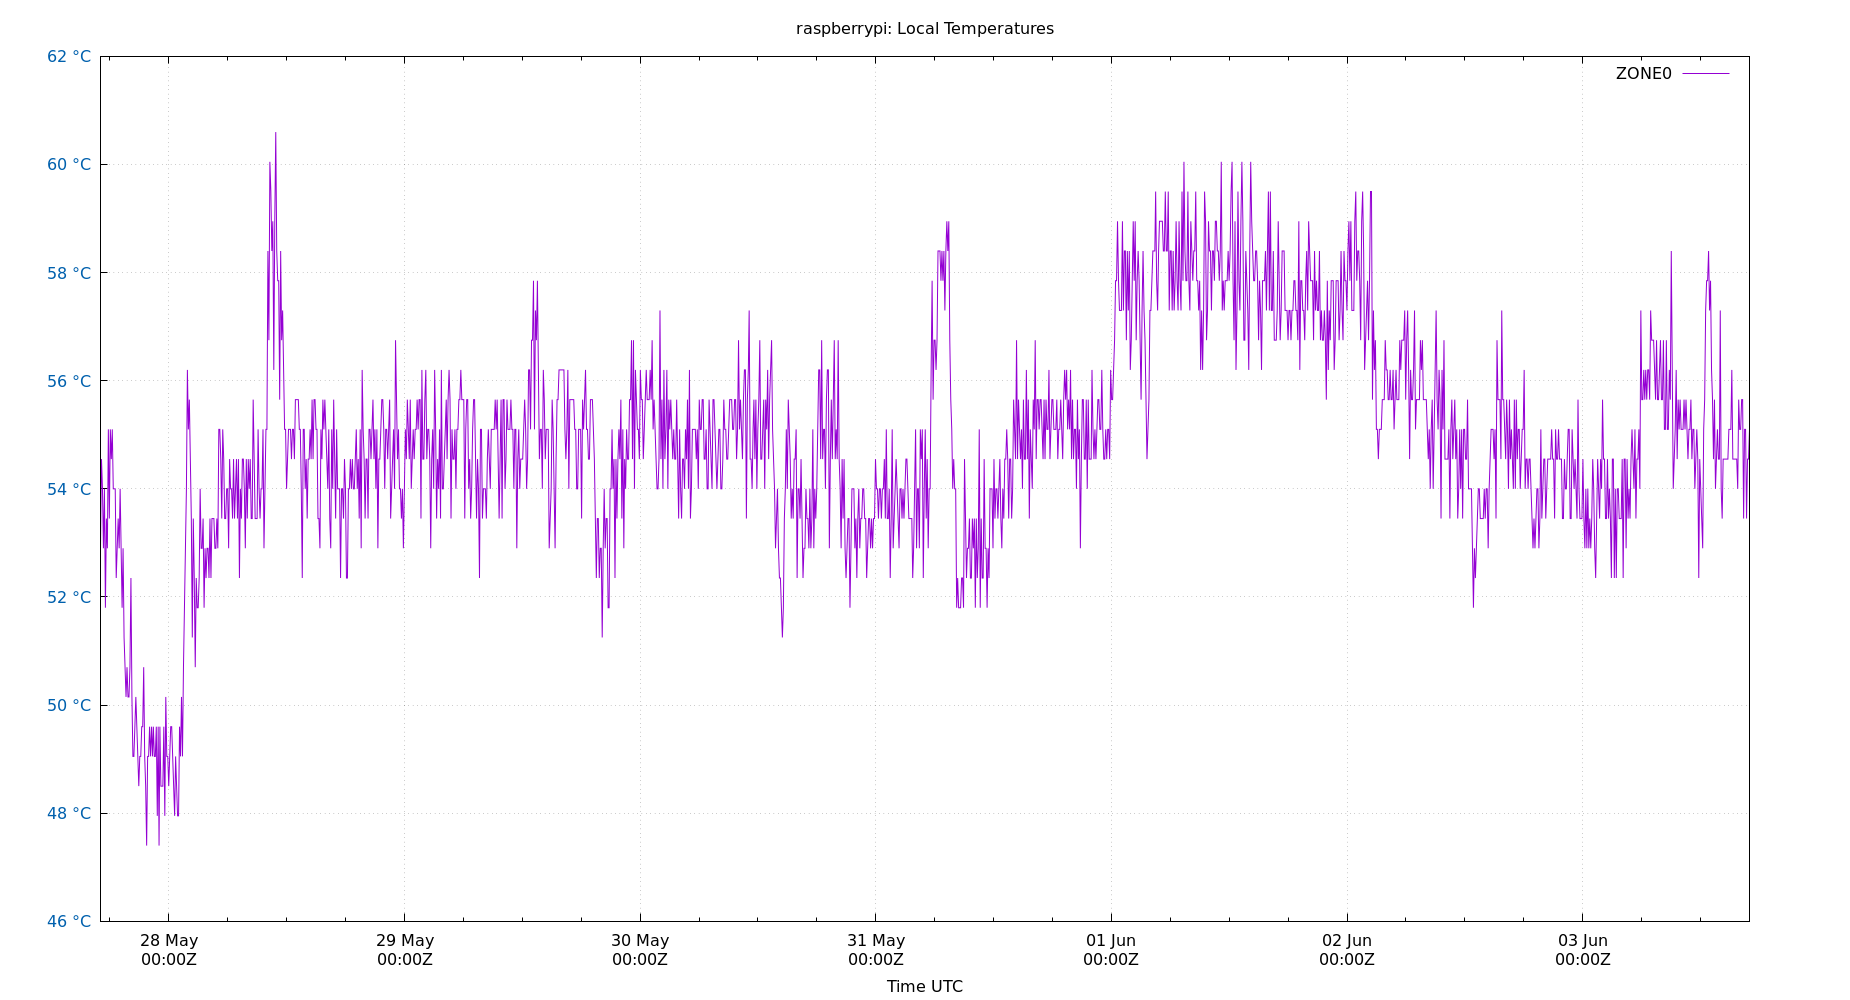 raspberrypi: Local Temperatures
62 °C
ZONE0
60 °C
58 °C
56 °C
54 °C
52 °C
50 °C
48 °C
46 °C
28 May 29 May 30 May 31 May 01 Jun 02 Jun 03 Jun
00:00Z 00:00Z 00:00Z 00:00Z 00:00Z 00:00Z 00:00Z
Time UTC